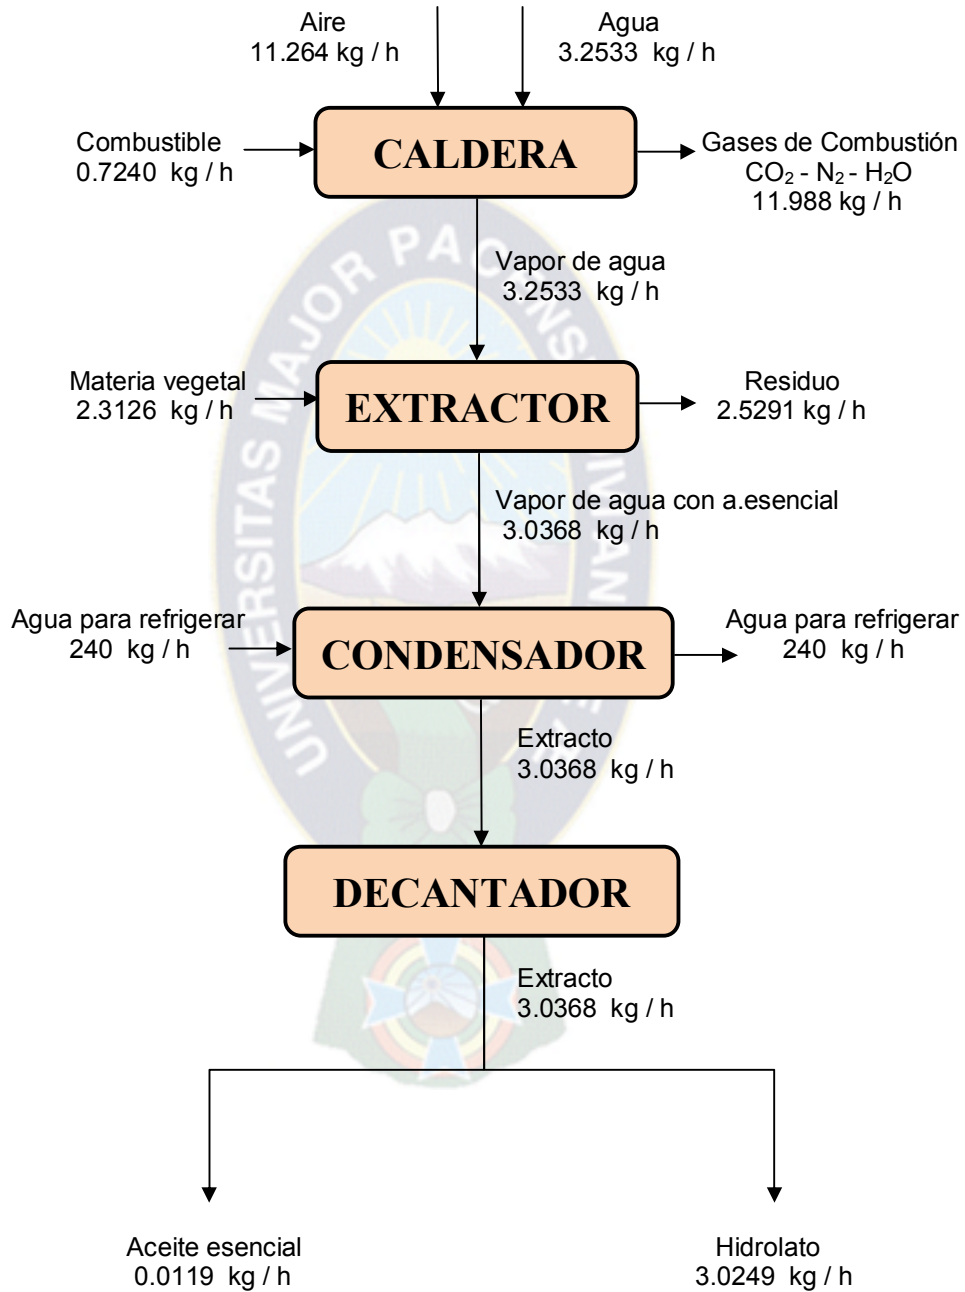 Aire
11.264 kg / h
Agua
3.2533 kg / h
Combustible
0.7240 kg / h
CALDERA
Gases de Combustión
CO₂ - N₂ - H₂O
11.988 kg / h
Vapor de agua
3.2533 kg / h
Materia vegetal
2.3126 kg / h
EXTRACTOR
Residuo
2.5291 kg / h
Vapor de agua con a.esencial
3.0368 kg / h
Agua para refrigerar
240 kg / h
CONDENSADOR
Agua para refrigerar
240 kg / h
Extracto
3.0368 kg / h
DECANTADOR
Extracto
3.0368 kg / h
Aceite esencial
0.0119 kg / h
Hidrolato
3.0249 kg / h
UNIVERSITAS MAJOR PACENSIS